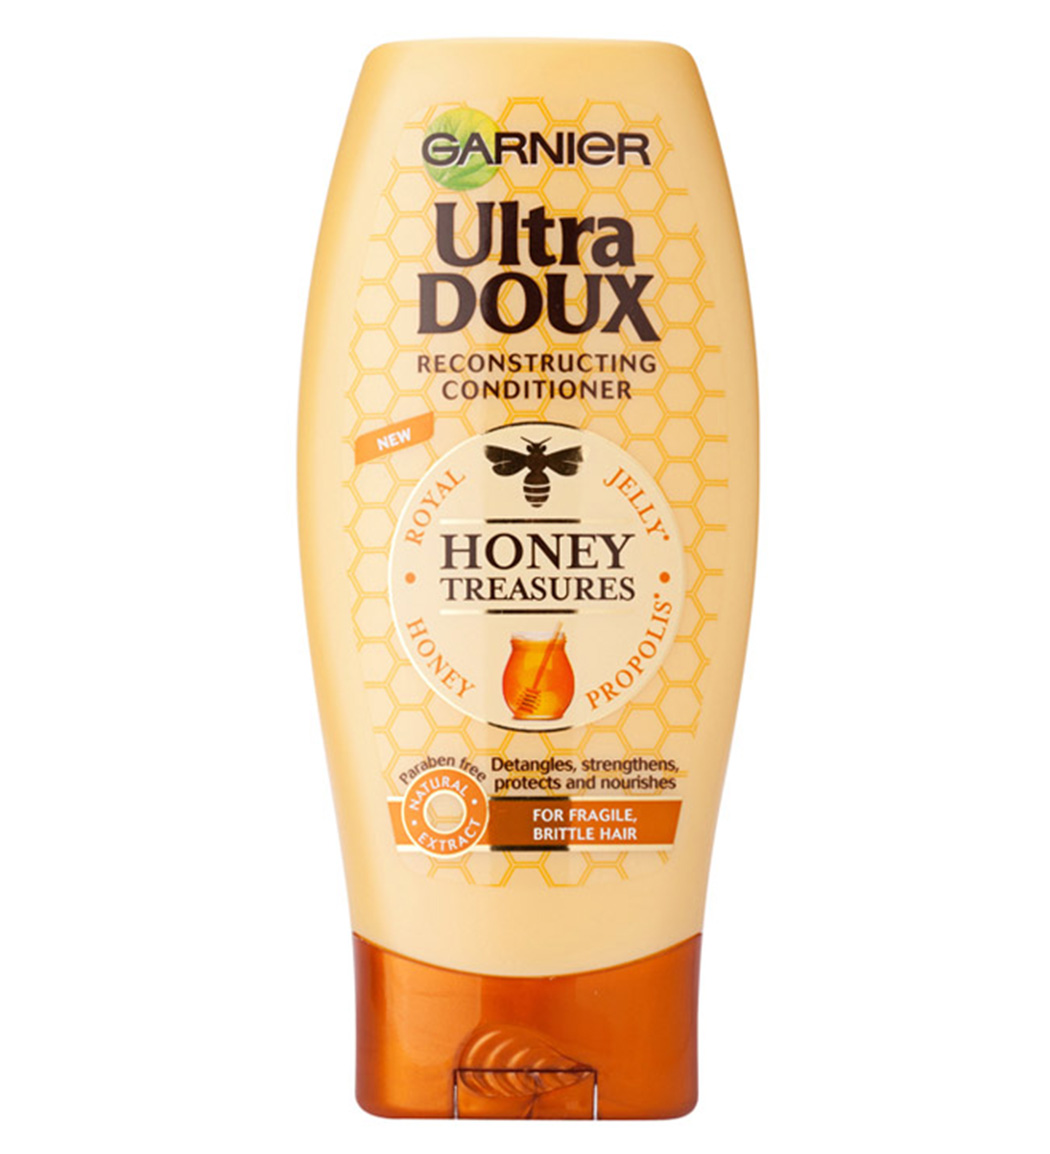 GARNIER
Ultra
DOUX
RECONSTRUCTING
CONDITIONER
NEW
ROYAL JELLY*
HONEY
TREASURES
HONEY PROPOLIS*
Paraben free
NATURAL EXTRACT
Detangles, strengthens,
protects and nourishes
FOR FRAGILE,
BRITTLE HAIR